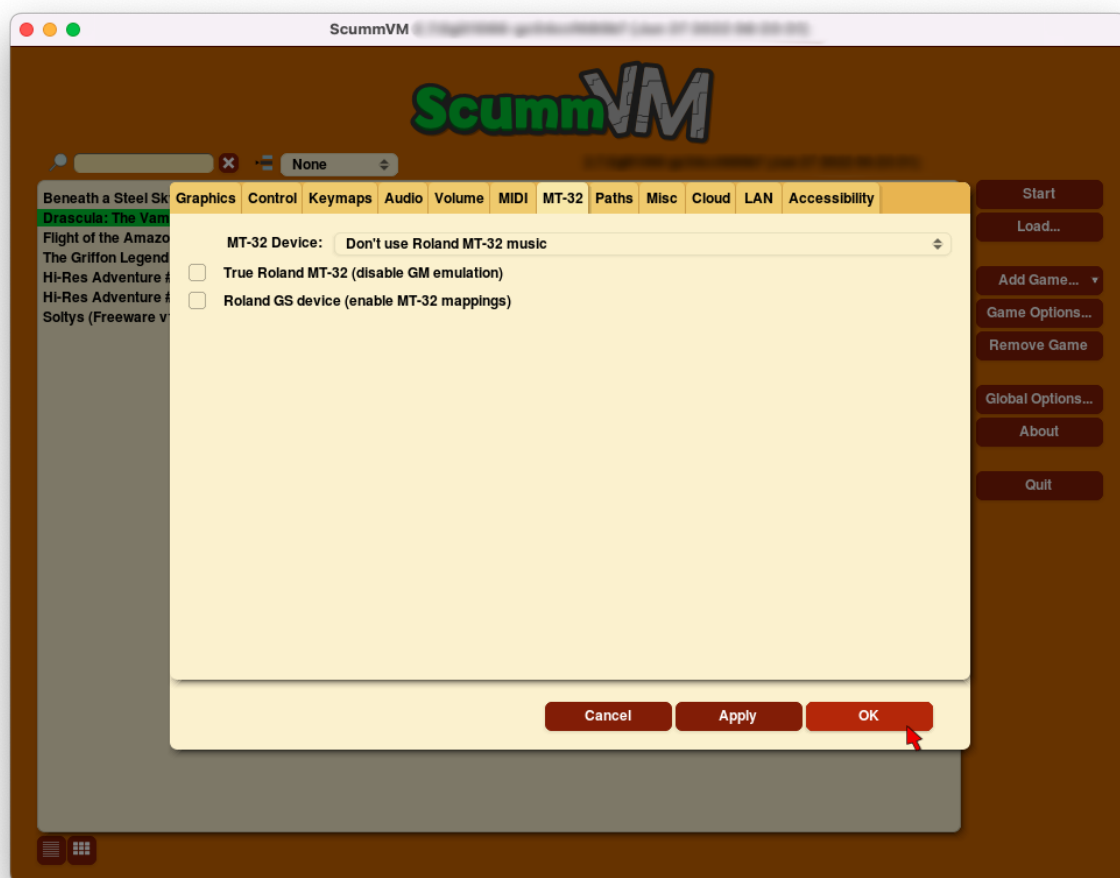 ScummVM
ScummVM
None
Beneath a Steel Sk
Drascula: The Vam
Flight of the Amazo
The Griffon Legend
Hi-Res Adventure #
Hi-Res Adventure #
Soltys (Freeware v
Graphics Control Keymaps Audio Volume MIDI MT-32 Paths Misc Cloud LAN Accessibility
MT-32 Device: Don't use Roland MT-32 music
True Roland MT-32 (disable GM emulation)
Roland GS device (enable MT-32 mappings)
Cancel Apply OK
Start
Load...
Add Game...
Game Options...
Remove Game
Global Options...
About
Quit